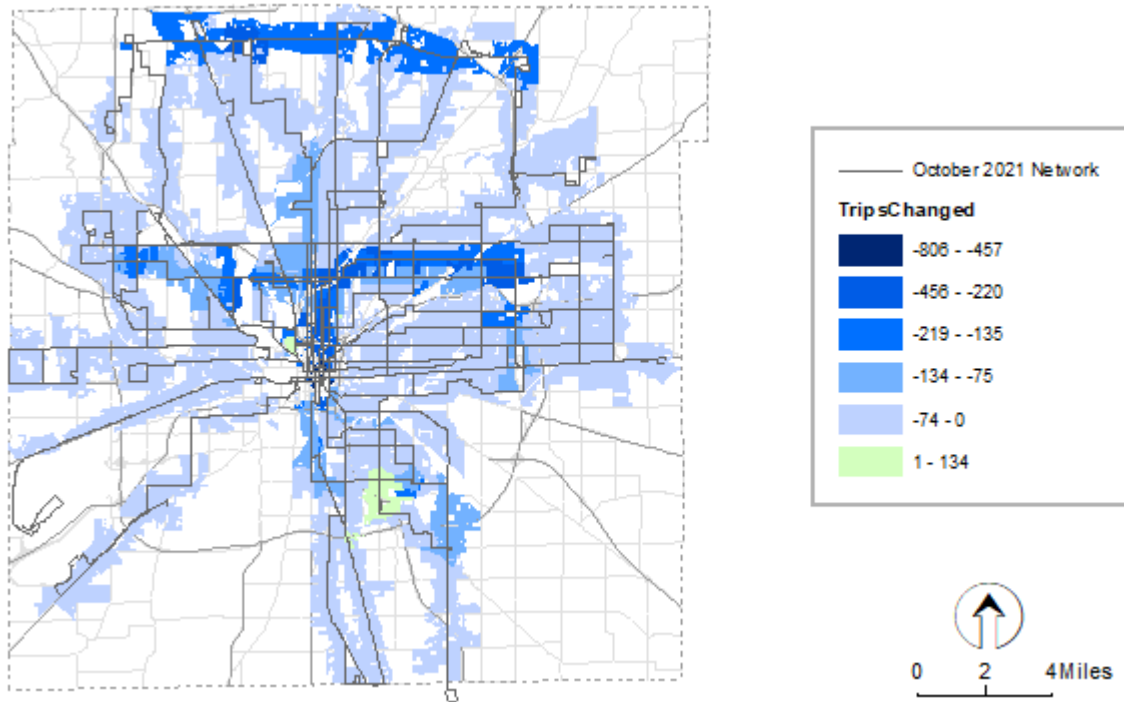 October 2021 Network
TripsChanged
-806 - -457
-456 - -220
-219 - -135
-134 - -75
-74 - 0
1 - 134
0 2 4 Miles